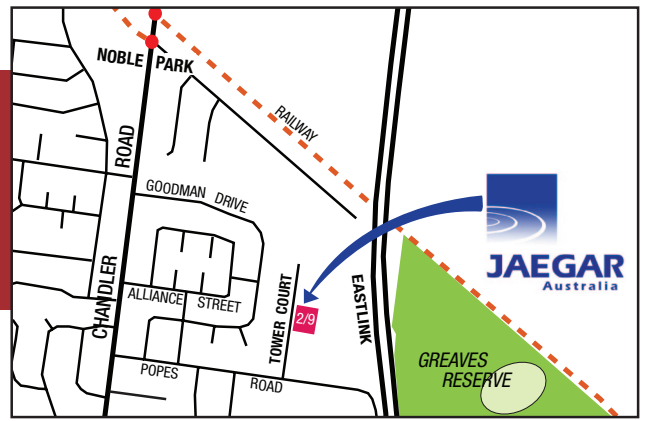 NOBLE PARK
RAILWAY
CHANDLER ROAD
GOODMAN DRIVE
JAEGAR
Australia
ALLIANCE STREET
TOWER COURT
2/9
EASTLINK
GREAVES
RESERVE
POPES ROAD